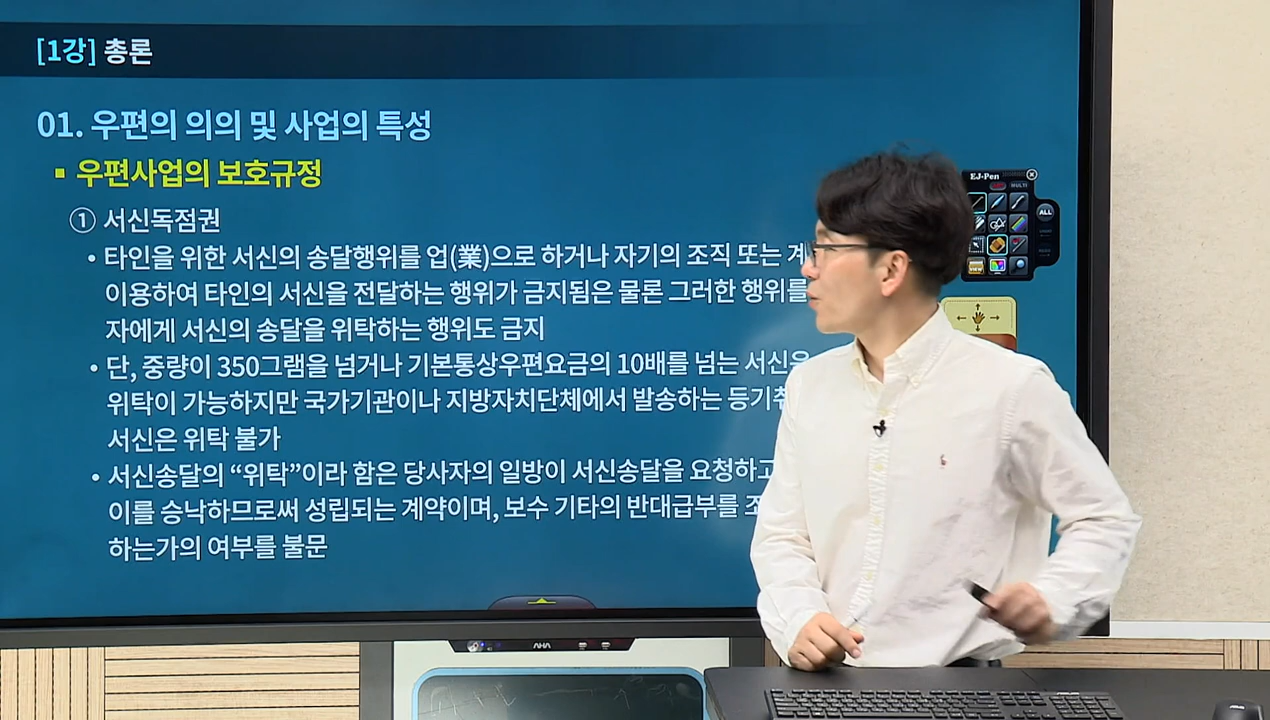 [1강] 총론
01. 우편의 의의 및 사업의 특성
▪ 우편사업의 보호규정
① 서신독점권
• 타인을 위한 서신의 송달행위를 업(業)으로 하거나 자기의 조직 또는
이용하여 타인의 서신을 전달하는 행위가 금지됨은 물론 그러한 행위를
자에게 서신의 송달을 위탁하는 행위도 금지
• 단, 중량이 350그램을 넘거나 기본통상우편요금의 10배를 넘는 서신은
위탁이 가능하지만 국가기관이나 지방자치단체에서 발송하는
서신은 위탁 불가
• 서신송달의 “위탁”이라 함은 당사자의 일방이 서신송달을 요청하고
이를 승낙하므로써 성립되는 계약이며, 보수 기타의 반대급부를
하는가의 여부를 불문
EJ-Pen
MULTI
ALL
AHA